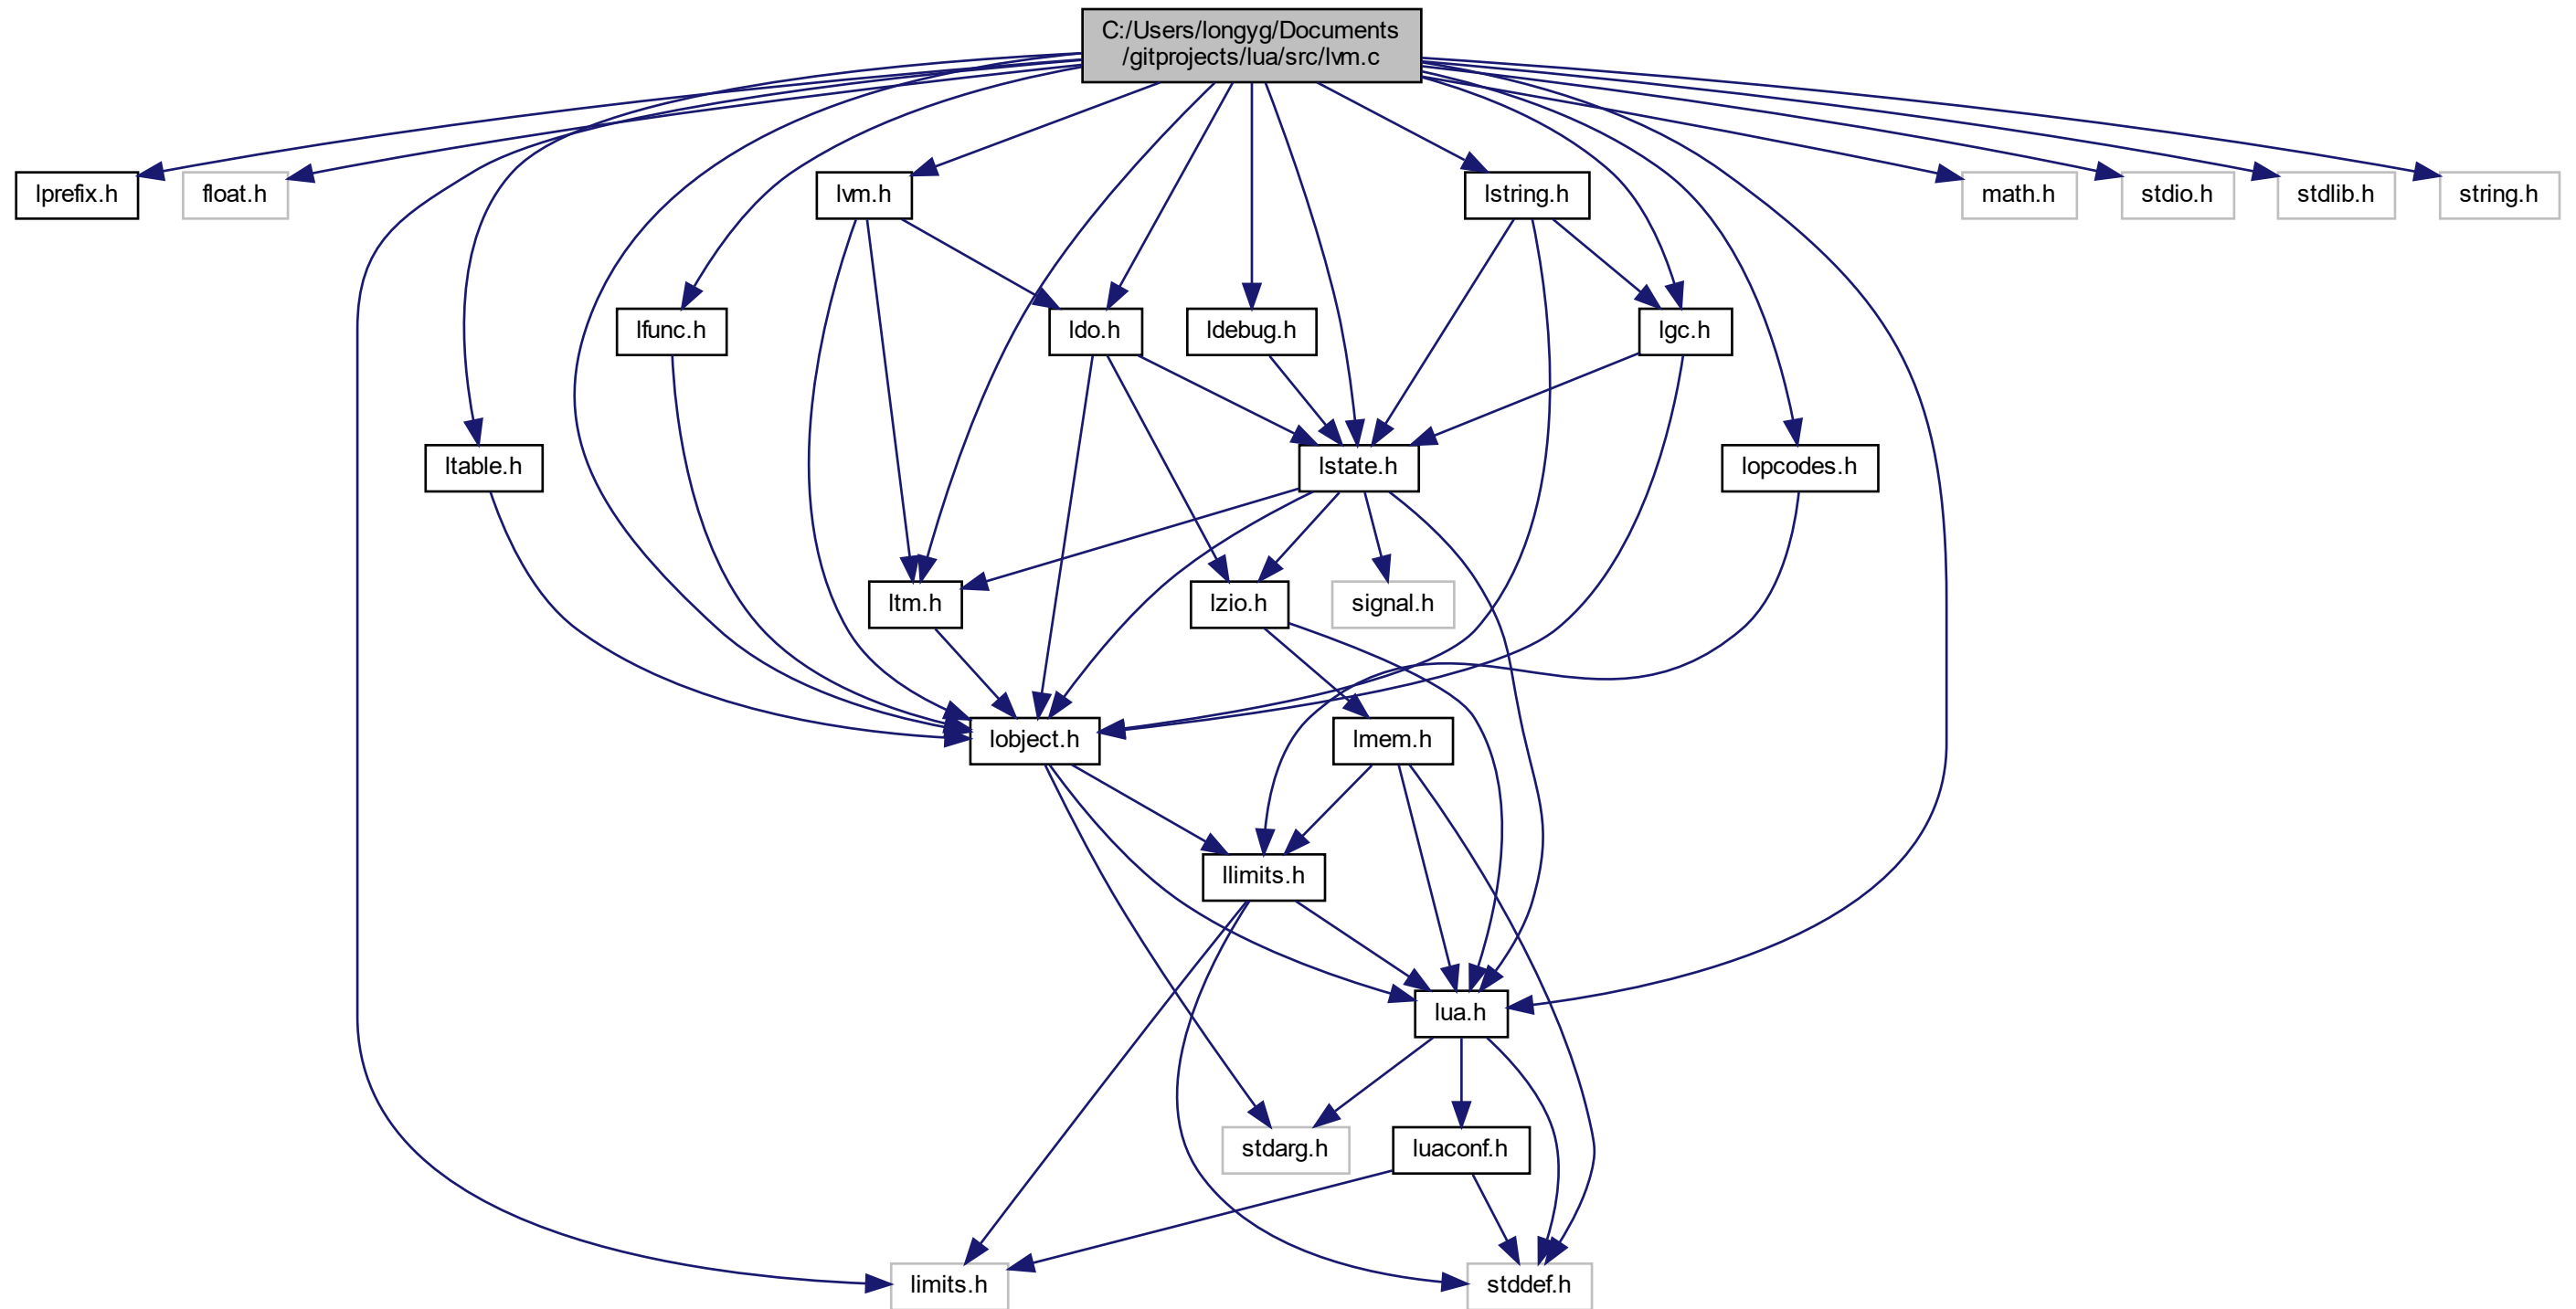 C:/Users/longyg/Documents
/gitprojects/lua/src/lvm.c
lprefix.h
float.h
lvm.h
lstring.h
math.h
stdio.h
stdlib.h
string.h
lfunc.h
ldo.h
ldebug.h
lgc.h
ltable.h
lstate.h
lopcodes.h
ltm.h
lzio.h
signal.h
lobject.h
lmem.h
llimits.h
lua.h
stdarg.h
luaconf.h
limits.h
stddef.h